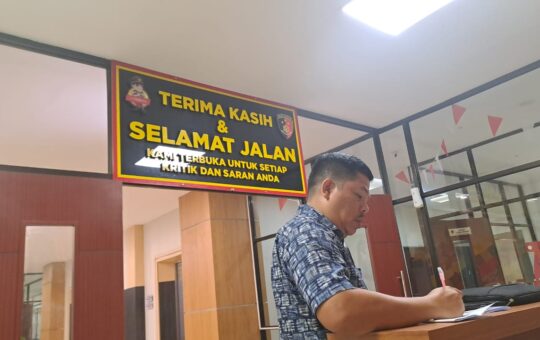 TERIMA KASIH
&
SELAMAT JALAN
KAMI TERBUKA UNTUK SETIAP
KRITIK DAN SARAN ANDA